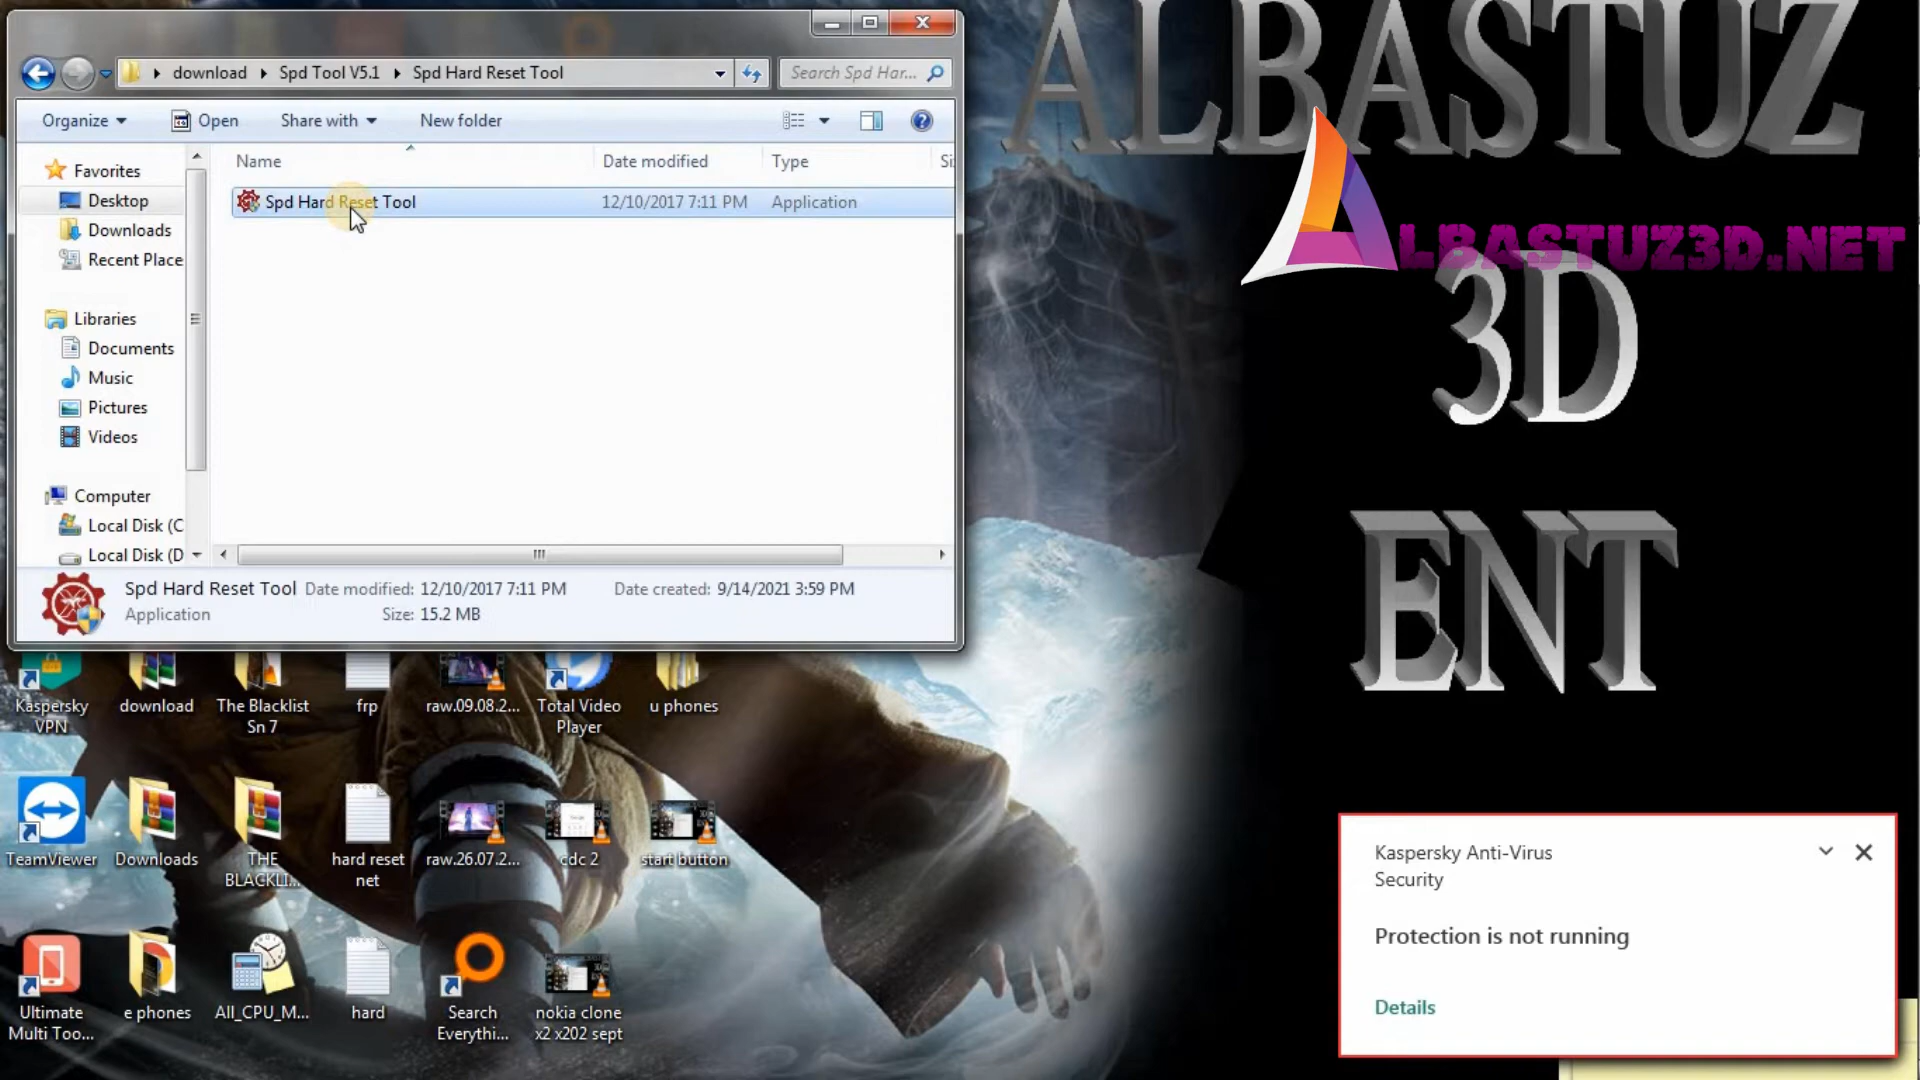 download Spd Tool V5.1 Spd Hard Reset Tool
Search Spd Har...
Organize Open Share with New folder
Name Date modified Type
Spd Hard Reset Tool 12/10/2017 7:11 PM Application
Favorites
Desktop
Downloads
Recent Place
Libraries
Documents
Music
Pictures
Videos
Computer
Local Disk (C
Local Disk (D
Spd Hard Reset Tool Date modified: 12/10/2017 7:11 PM Date created: 9/14/2021 3:59 PM
Application Size: 15.2 MB
ALBASTUZ
ALBASTUZ3D.NET
3D
ENT
Kaspersky
VPN
download
The Blacklist
Sn 7
frp
raw.09.08.2...
Total Video
Player
u phones
TeamViewer
Downloads
THE
BLACKLI...
hard reset
net
raw.26.07.2...
cdc 2
start button
Ultimate
Multi Too...
e phones
All_CPU_M...
hard
Search
Everythi...
nokia clone
x2 x202 sept
Kaspersky Anti-Virus
Security
Protection is not running
Details